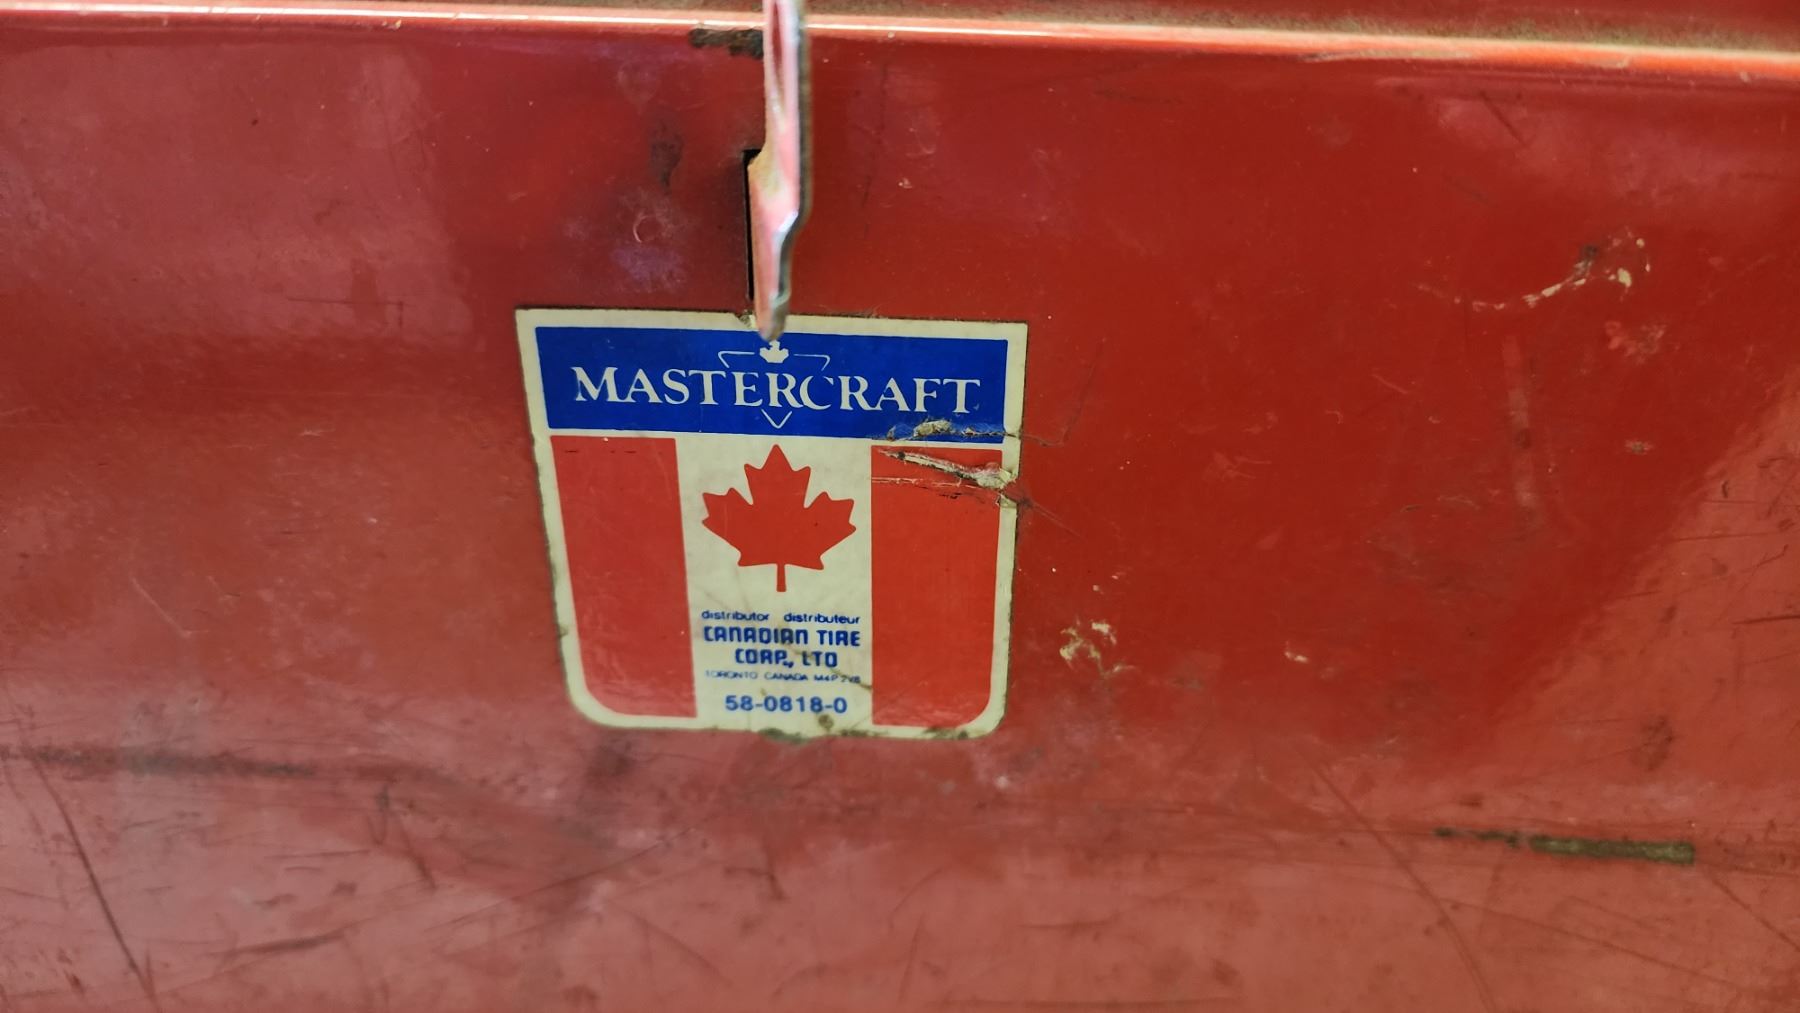 MASTERCRAFT
distributor distributeur
CANADIAN TIRE
CORP., LTD
TORONTO CANADA M4P 2V8
58-0818-0